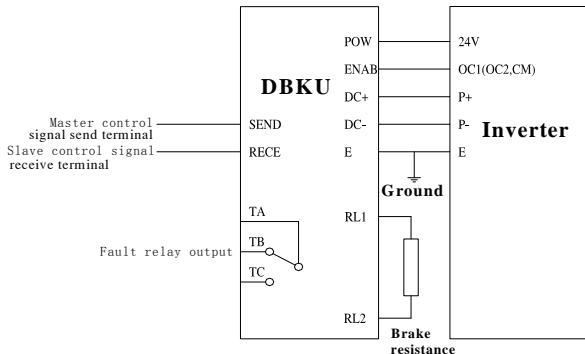 POW
24V
ENAB
OC1(OC2,CM)
DBKU
DC+
P+
Master control
signal send terminal
SEND
DC-
P-
Inverter
Slave control signal
receive terminal
RECE
E
E
Ground
TA
RL1
Fault relay output
TB
TC
RL2
Brake
resistance